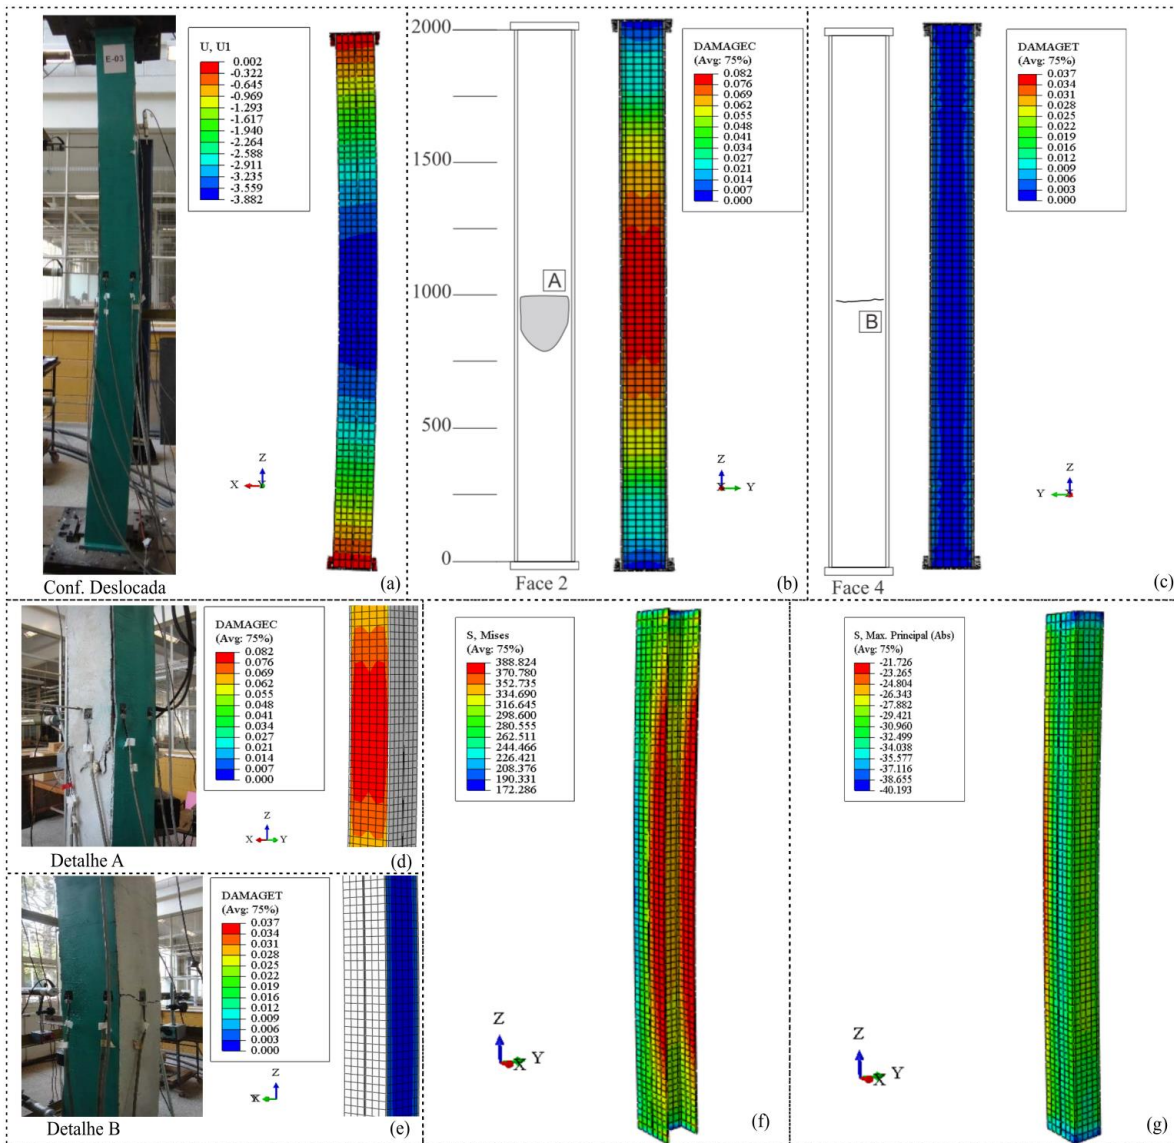 E-03
U, U1
0.002
-0.322
-0.645
-0.969
-1.293
-1.617
-1.940
-2.264
-2.588
-2.911
-3.235
-3.559
-3.882
Z
X
Conf. Deslocada
(a)
2000
1500
1000
500
0
A
Face 2
DAMAGEC
(Avg: 75%)
0.082
0.076
0.069
0.062
0.055
0.048
0.041
0.034
0.027
0.021
0.014
0.007
0.000
Z
X
Y
(b)
B
Face 4
DAMAGET
(Avg: 75%)
0.037
0.034
0.031
0.028
0.025
0.022
0.019
0.016
0.012
0.009
0.006
0.003
0.000
Z
Y
(c)
DAMAGEC
(Avg: 75%)
0.082
0.076
0.069
0.062
0.055
0.048
0.041
0.034
0.027
0.021
0.014
0.007
0.000
Z
X Y
Detalhe A
(d)
DAMAGET
(Avg: 75%)
0.037
0.034
0.031
0.028
0.025
0.022
0.019
0.016
0.012
0.009
0.006
0.003
0.000
Z
Detalhe B
(e)
S, Mises
(Avg: 75%)
388.824
370.780
352.735
334.690
316.645
298.600
280.555
262.511
244.466
226.421
208.376
190.331
172.286
Z
X Y
(f)
S, Max. Principal (Abs)
(Avg: 75%)
-21.726
-23.265
-24.804
-26.343
-27.882
-29.421
-30.960
-32.499
-34.038
-35.577
-37.116
-38.655
-40.193
Z
X Y
(g)